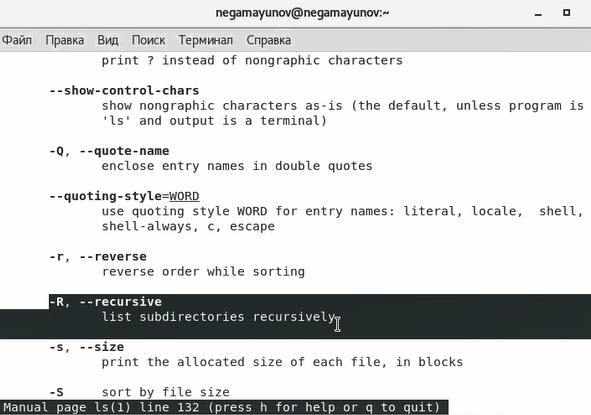 negamayunov@negamayunov:~
Файл Правка Вид Поиск Терминал Справка
print ? instead of nongraphic characters
--show-control-chars
show nongraphic characters as-is (the default, unless program is
'ls' and output is a terminal)
-Q, --quote-name
enclose entry names in double quotes
--quoting-style=WORD
use quoting style WORD for entry names: literal, locale, shell,
shell-always, c, escape
-r, --reverse
reverse order while sorting
-R, --recursive
list subdirectories recursively
-s, --size
print the allocated size of each file, in blocks
-S sort by file size
Manual page ls(1) line 132 (press h for help or q to quit)